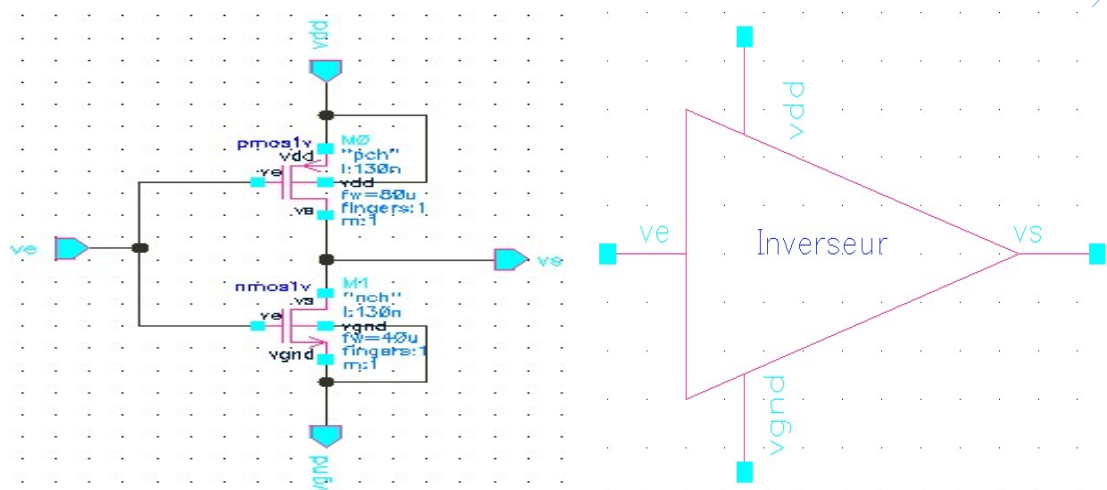 vdd
pmos1v
M0
vdd
"pch"
l:130n
ve
vdd
fw=80u
fingers:1
vs
m:1
ve
vs
nmos1v
M1
vs
"nch"
l:130n
ve
vgnd
fw=40u
fingers:1
vgnd
m:1
vgnd
vdd
ve
Inverseur
vs
vgnd